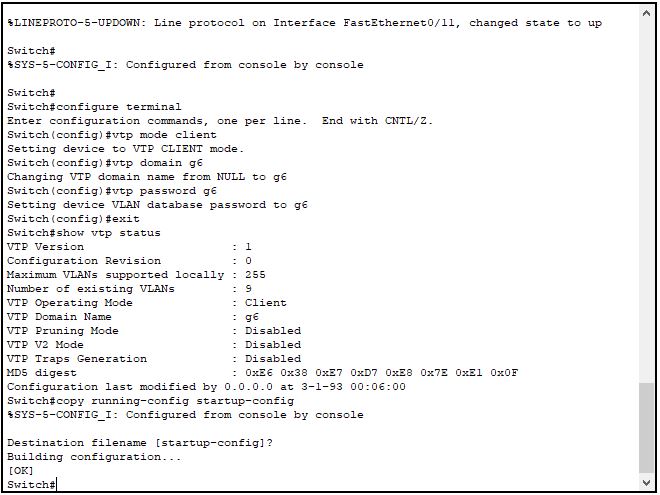 %LINEPROTO-5-UPDOWN: Line protocol on Interface FastEthernet0/11, changed state to up
Switch#
%SYS-5-CONFIG_I: Configured from console by console
Switch#
Switch#configure terminal
Enter configuration commands, one per line.  End with CNTL/Z.
Switch(config)#vtp mode client
Setting device to VTP CLIENT mode.
Switch(config)#vtp domain g6
Changing VTP domain name from NULL to g6
Switch(config)#vtp password g6
Setting device VLAN database password to g6
Switch(config)#exit
Switch#show vtp status
VTP Version                     : 1
Configuration Revision          : 0
Maximum VLANs supported locally : 255
Number of existing VLANs        : 9
VTP Operating Mode              : Client
VTP Domain Name                 : g6
VTP Pruning Mode                : Disabled
VTP V2 Mode                     : Disabled
VTP Traps Generation            : Disabled
MD5 digest                      : 0xE6 0x38 0xE7 0xD7 0xE8 0x7E 0xE1 0x0F
Configuration last modified by 0.0.0.0 at 3-1-93 00:06:00
Switch#copy running-config startup-config
%SYS-5-CONFIG_I: Configured from console by console
Destination filename [startup-config]?
Building configuration...
[OK]
Switch#